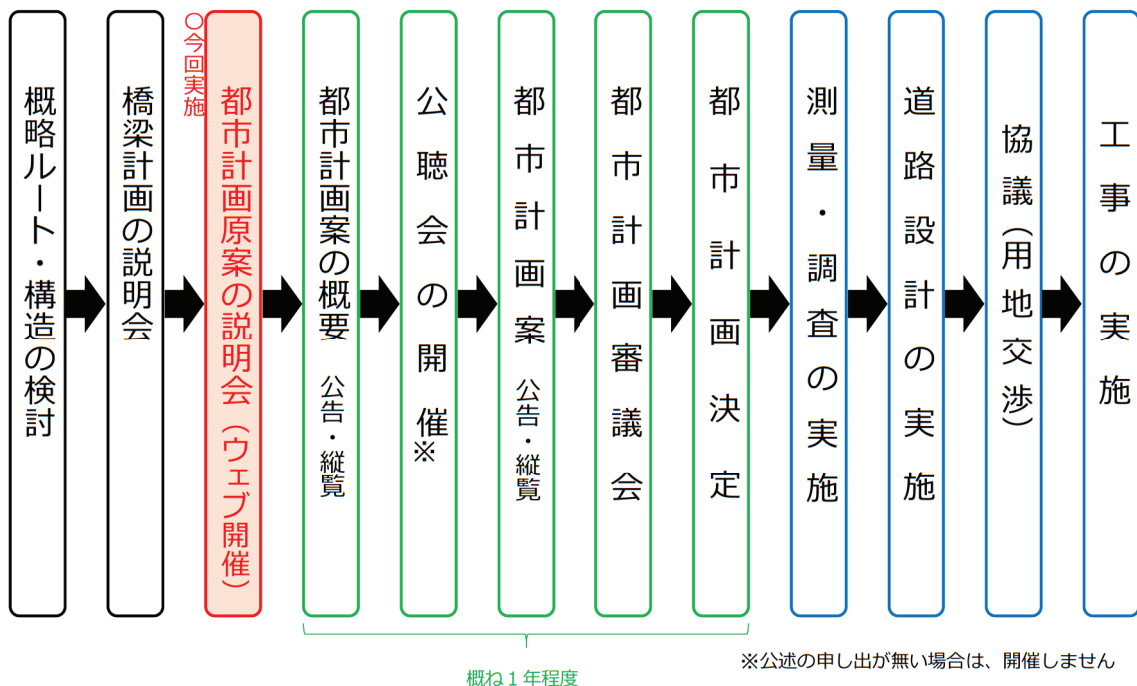 概略ルート・構造の検討
橋梁計画の説明会
〇今回実施
都市計画原案の説明会(ウェブ開催)
都市計画案の概要 公告・縦覧
公聴会の開催※
都市計画案 公告・縦覧
都市計画審議会
都市計画決定
測量・調査の実施
道路設計の実施
協議(用地交渉)
工事の実施
概ね1年程度
※公述の申し出が無い場合は、開催しません